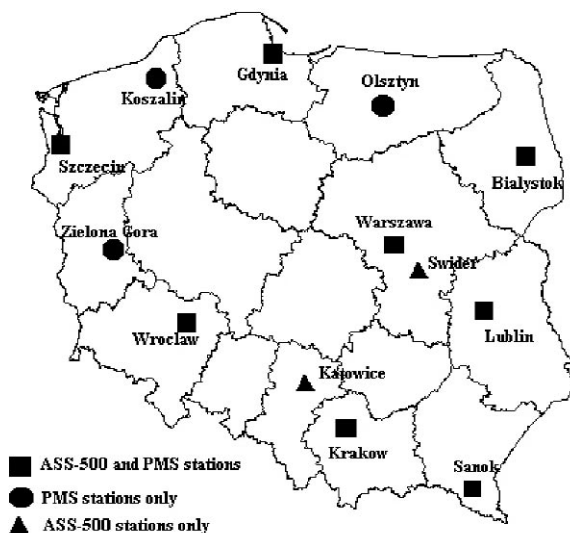 Gdynia
Koszalin
Olsztyn
Szczecin
Bialystok
Zielona Gora
Warszawa
Swider
Wroclaw
Lublin
Katowice
Krakow
Sanok
ASS-500 and PMS stations
PMS stations only
ASS-500 stations only